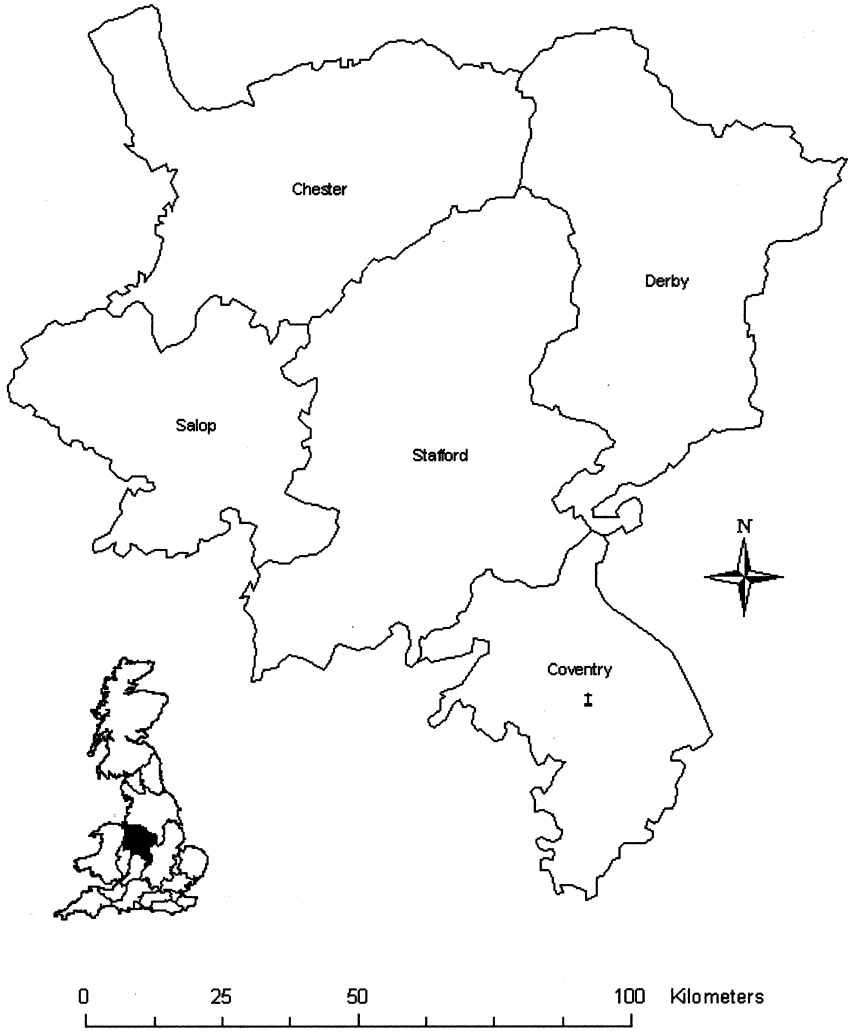 Chester
Derby
Salop
Stafford
N
Coventry
0 25 50 100 Kilometers